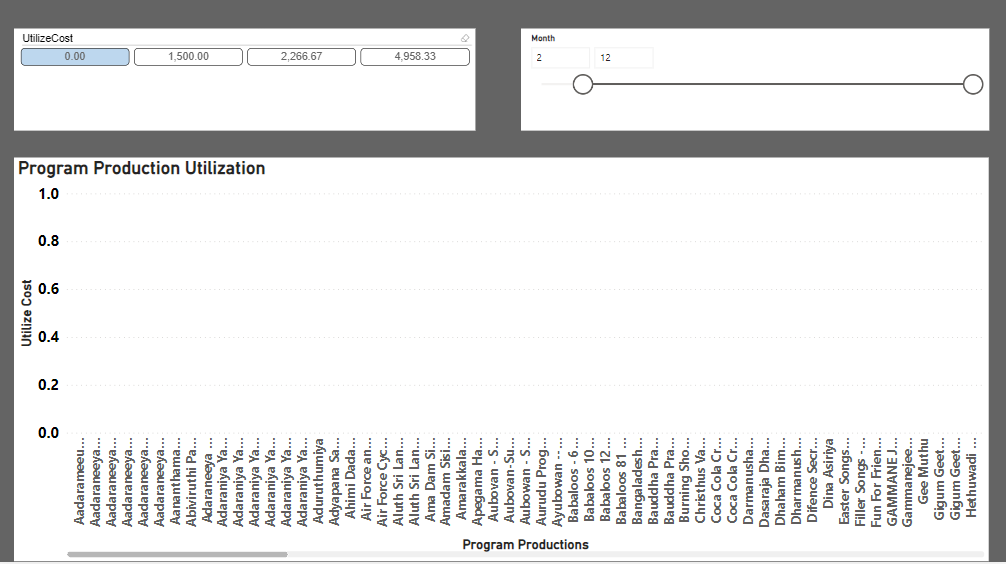 UtilizeCost
0.00 1,500.00 2,266.67 4,958.33
Month
2 12
Program Production Utilization
1.0
0.8
0.6
0.4
0.2
0.0
Utilize Cost
Aadarameeu...
Aadaraneeya...
Aadaraneeya...
Aadaraneeya...
Aadaraneeya...
Aadaraneeya...
Aananthama...
Abiviruthi Pa...
Adaraneeya ...
Adaraniya Ya...
Adaraniya Ya...
Adaraniya Ya...
Adaraniya Ya...
Adaraniya Ya...
Adaraniya Ya...
Aduruthumiya
Adyapana Sa...
Ahimi Dada...
Air Force an...
Air Force Cyc...
Aluth Sri Lan...
Aluth Sri Lan...
Ama Dam Si...
Amadam Sisi...
Amarakkala...
Apegama Ha...
Aubovan - S...
Aubovan-Su...
Aubowan - S...
Aurudu Prog...
Ayubowan --...
Babaloos - 6...
Babaloos 10...
Babaloos 12...
Babaloos 81 ...
Bangaladesh...
Bauddha Pra...
Bauddha Pra...
Burning Sho...
Christhus Va...
Coca Cola Cr...
Coca Cola Cr...
Darmanusha...
Dasaraja Dha...
Dhaham Bim...
Dharmanush...
Difrence Secr...
Dina Asiriya
Easter Songs...
Filler Songs - ...
Fun For Frien...
GAMMANE J...
Gammanejee...
Gee Muthu
Gigum Geet...
Gigum Geet...
Hethuwadi ...
Program Productions